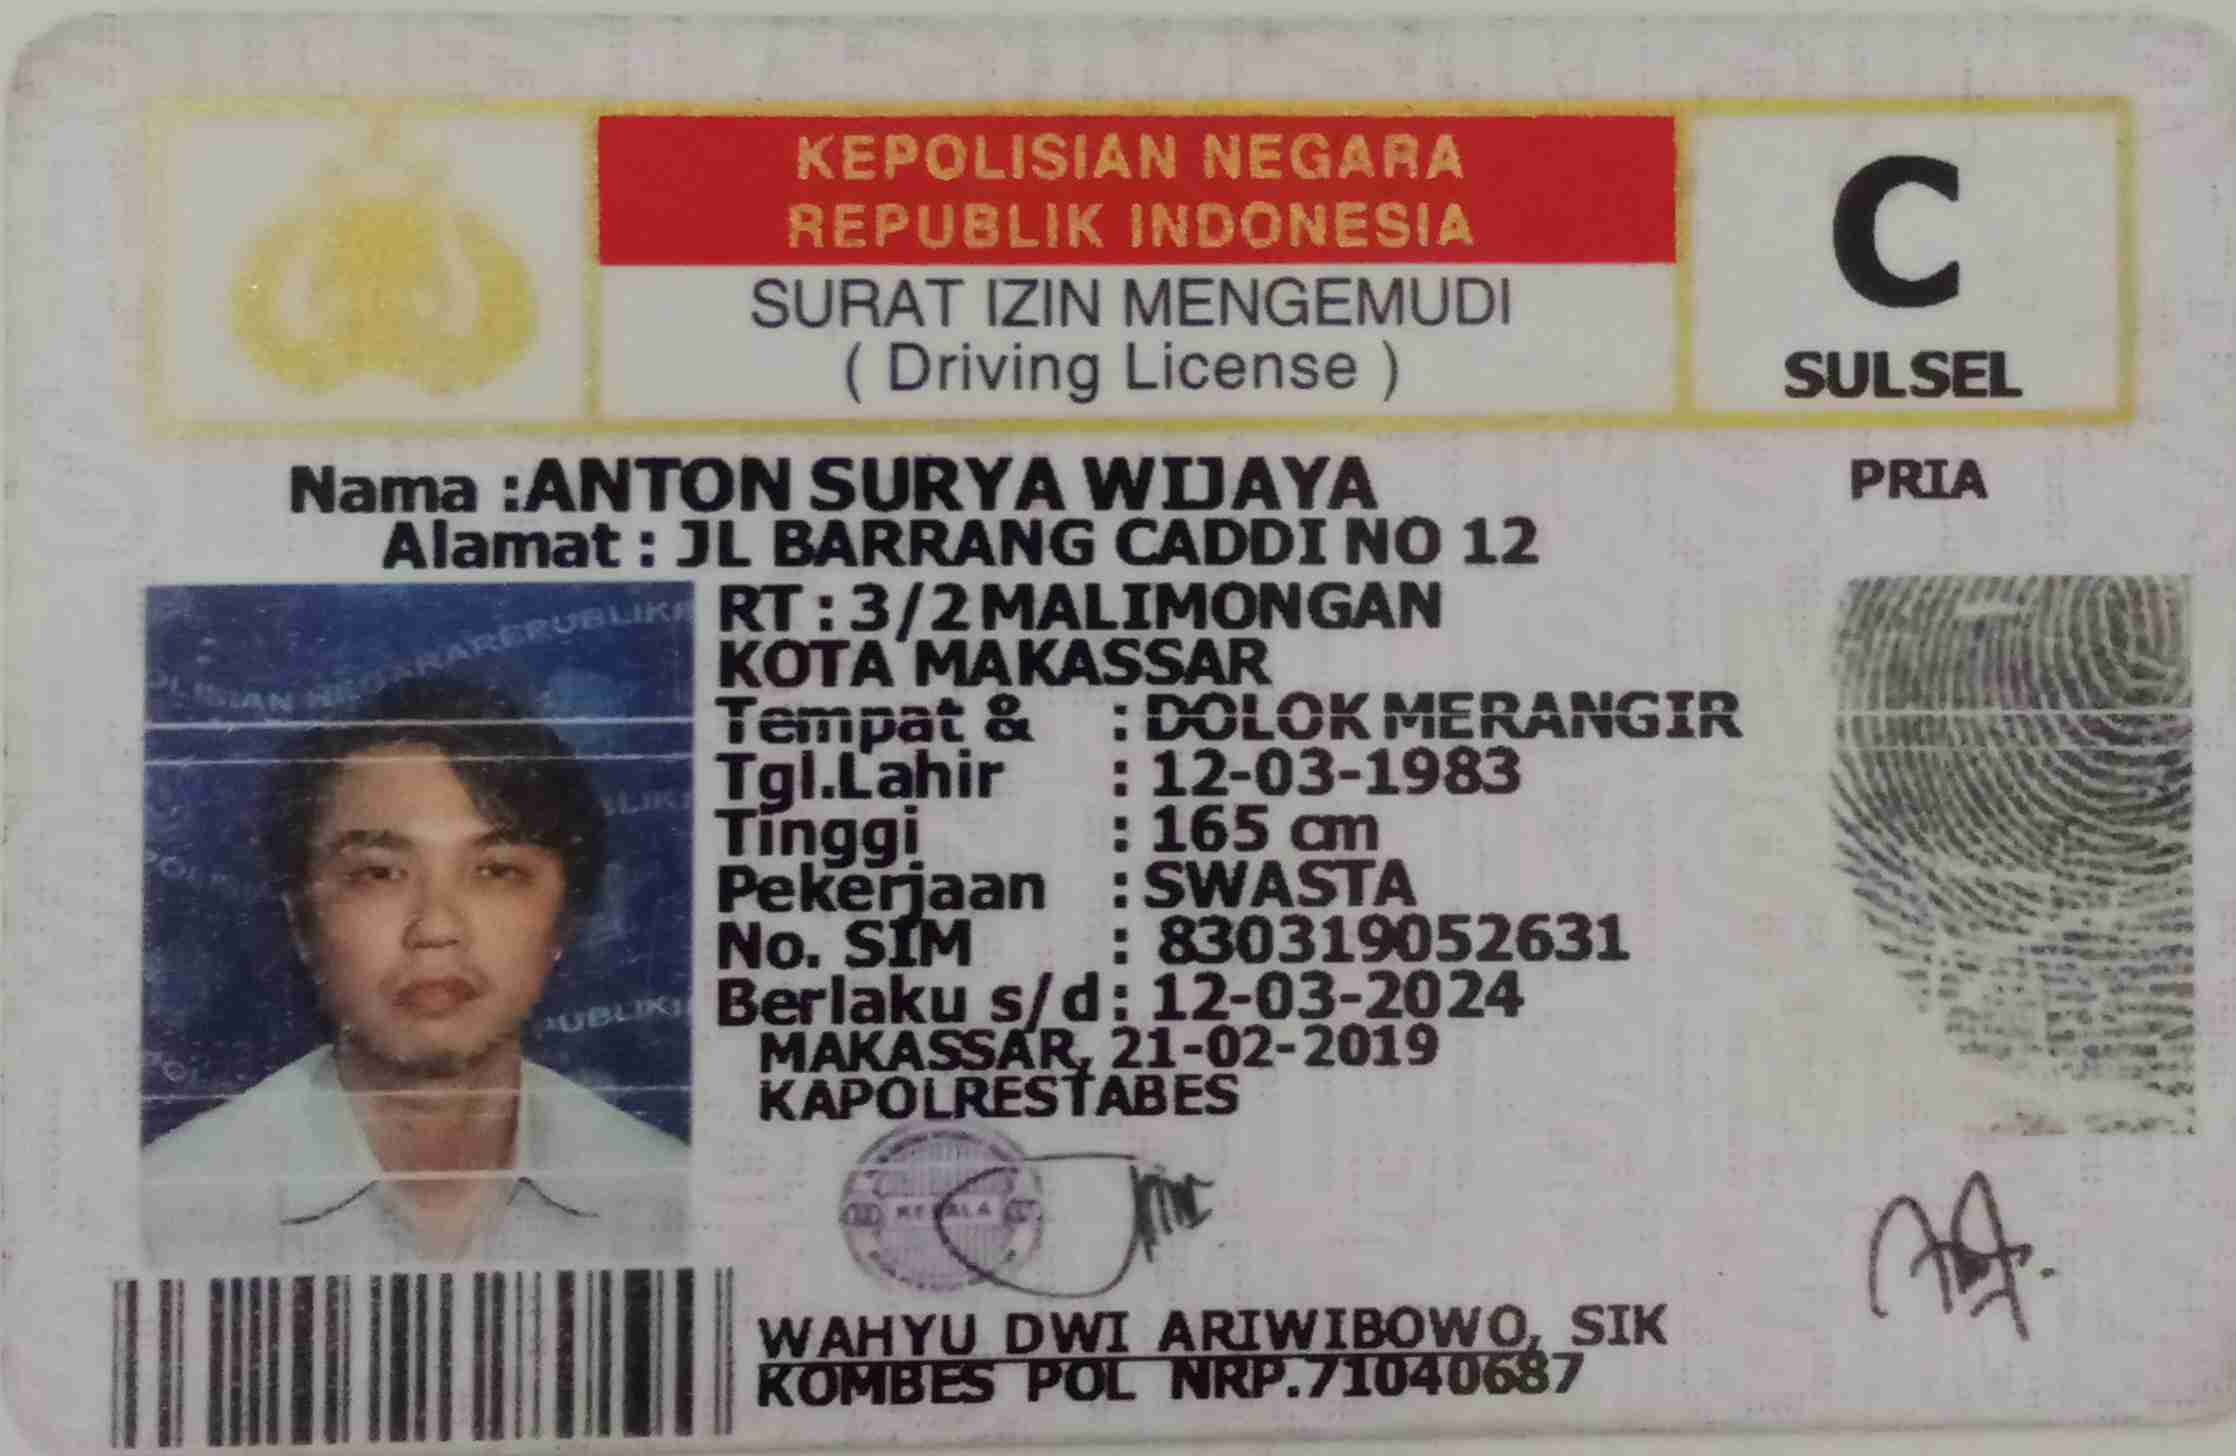 KEPOLISIAN NEGARA
REPUBLIK INDONESIA
SURAT IZIN MENGEMUDI
( Driving License )
C
SULSEL
Nama :ANTON SURYA WIJAYA
PRIA
Alamat : JL BARRANG CADDI NO 12
RT : 3/2 MALIMONGAN
KOTA MAKASSAR
Tempat & : DOLOK MERANGIR
Tgl.Lahir : 12-03-1983
Tinggi : 165 cm
Pekerjaan : SWASTA
No. SIM : 830319052631
Berlaku s/d : 12-03-2024
MAKASSAR, 21-02-2019
KAPOLRESTABES
KEPALA
WAHYU DWI ARIWIBOWO, SIK
KOMBES POL NRP.71040687